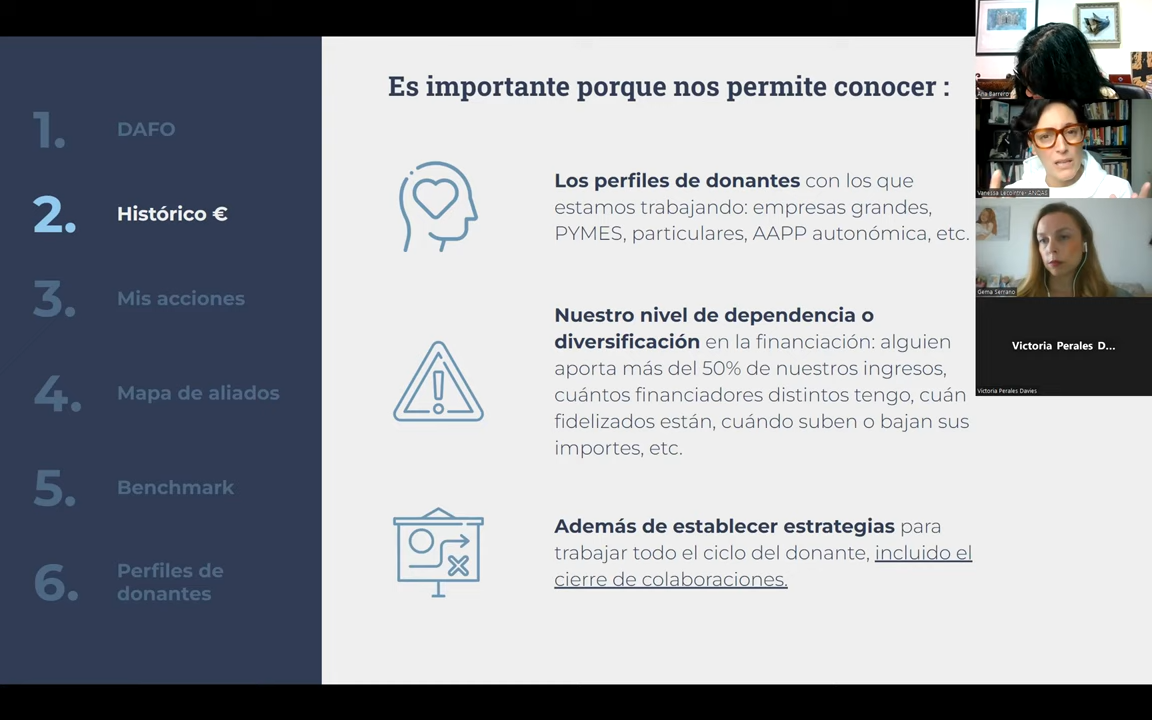 1. DAFO
2. Histórico €
3. Mis acciones
4. Mapa de aliados
5. Benchmark
6. Perfiles de
donantes
Es importante porque nos permite conocer :
Los perfiles de donantes con los que
estamos trabajando: empresas grandes,
PYMES, particulares, AAPP autonómica, etc.
Nuestro nivel de dependencia o
diversificación en la financiación: alguien
aporta más del 50% de nuestros ingresos,
cuántos financiadores distintos tengo, cuán
fidelizados están, cuándo suben o bajan sus
importes, etc.
Además de establecer estrategias para
trabajar todo el ciclo del donante, incluido el
cierre de colaboraciones.
Ana Barrero
Vanessa Lecointre- ANQAS
Gema Serrano
Victoria Perales D...
Victoria Perales Davies